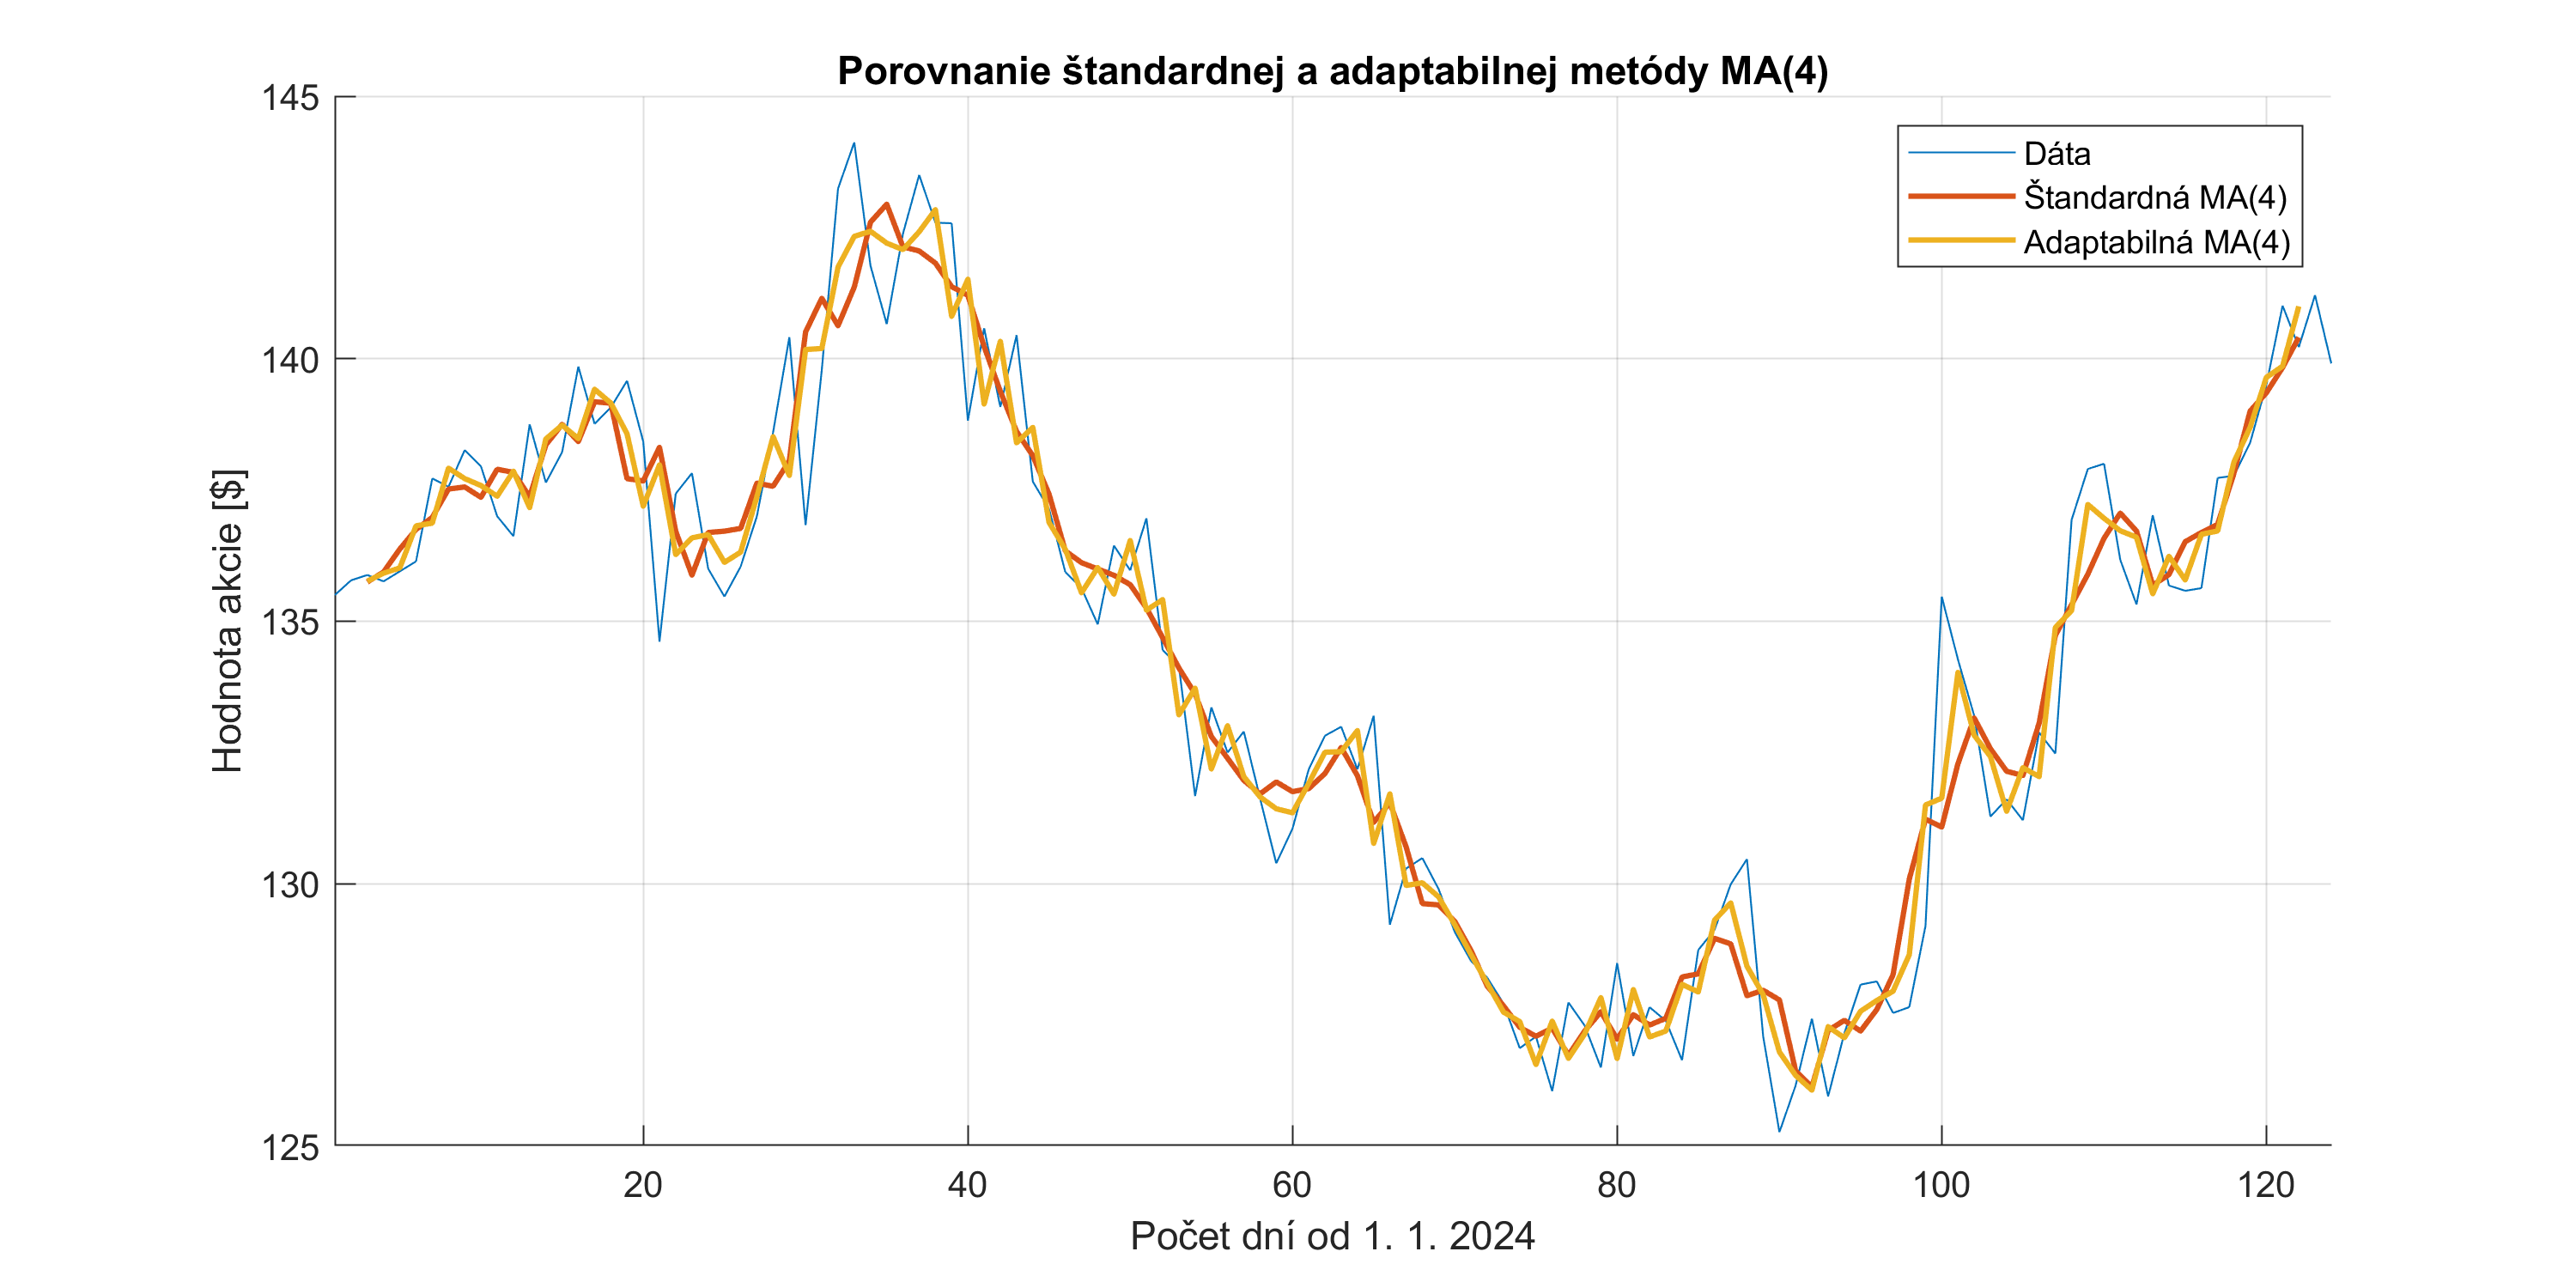 Porovnanie štandardnej a adaptabilnej metódy MA(4)
145
140
135
130
125
Hodnota akcie [$]
Dáta
Štandardná MA(4)
Adaptabilná MA(4)
20 40 60 80 100 120
Počet dní od 1. 1. 2024